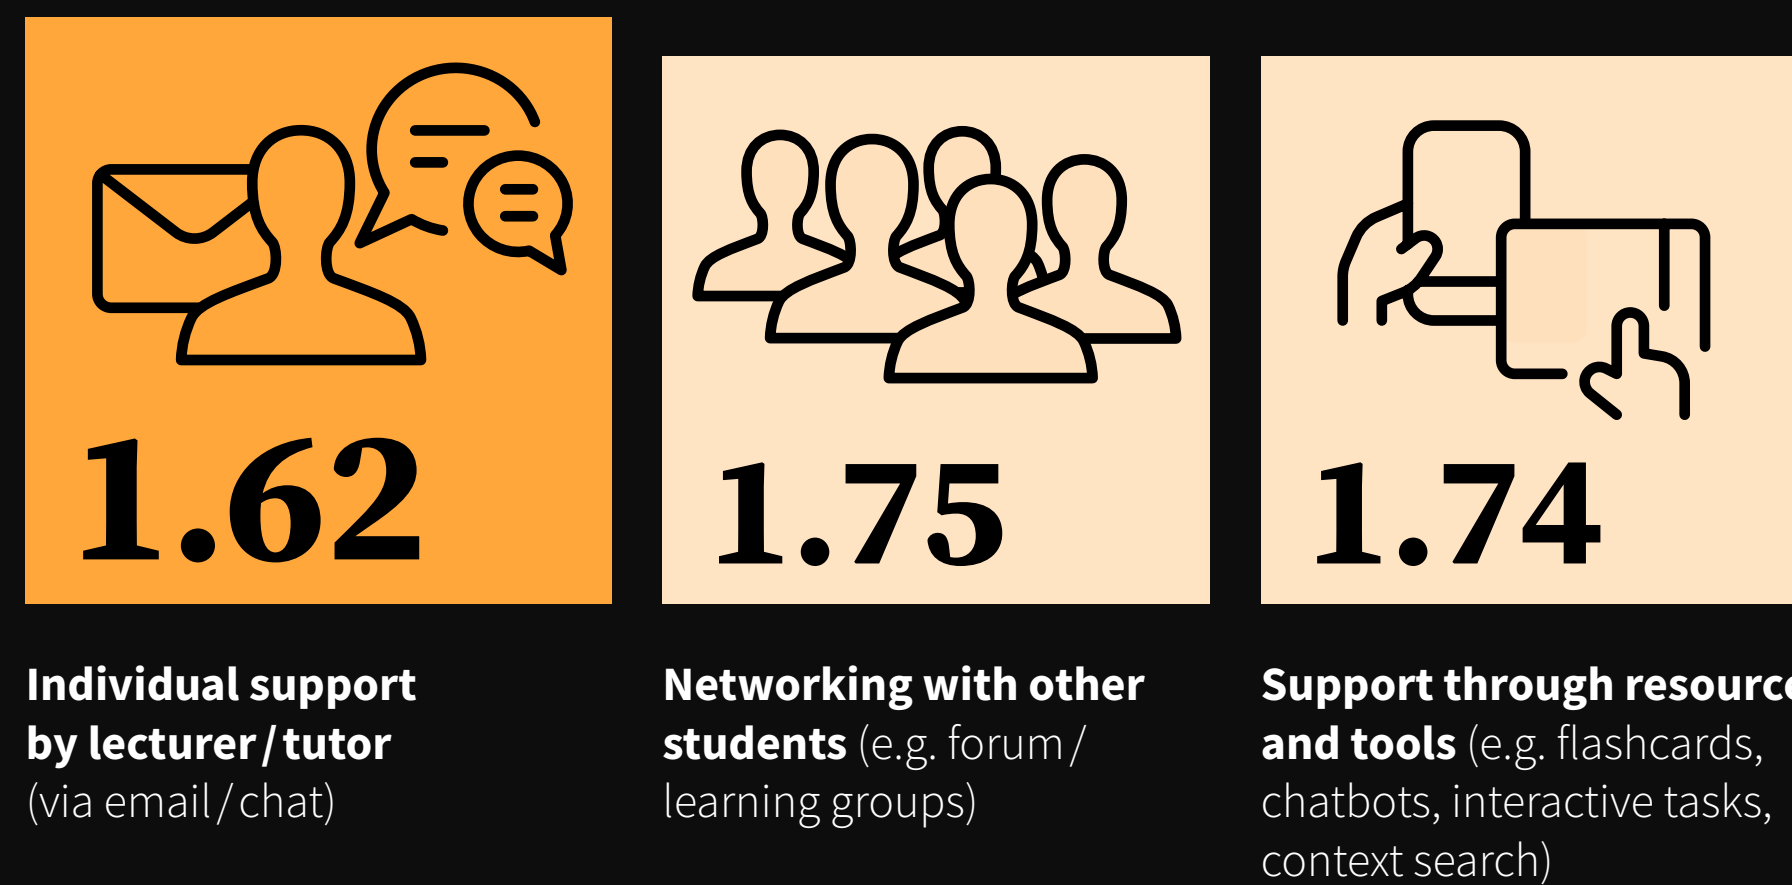 1.62
Individual support
by lecturer/tutor
(via email/chat)
1.75
Networking with other
students (e.g. forum/
learning groups)
1.74
Support through
and tools (e.g. flashcards,
chatbots, interactive tasks,
context search)